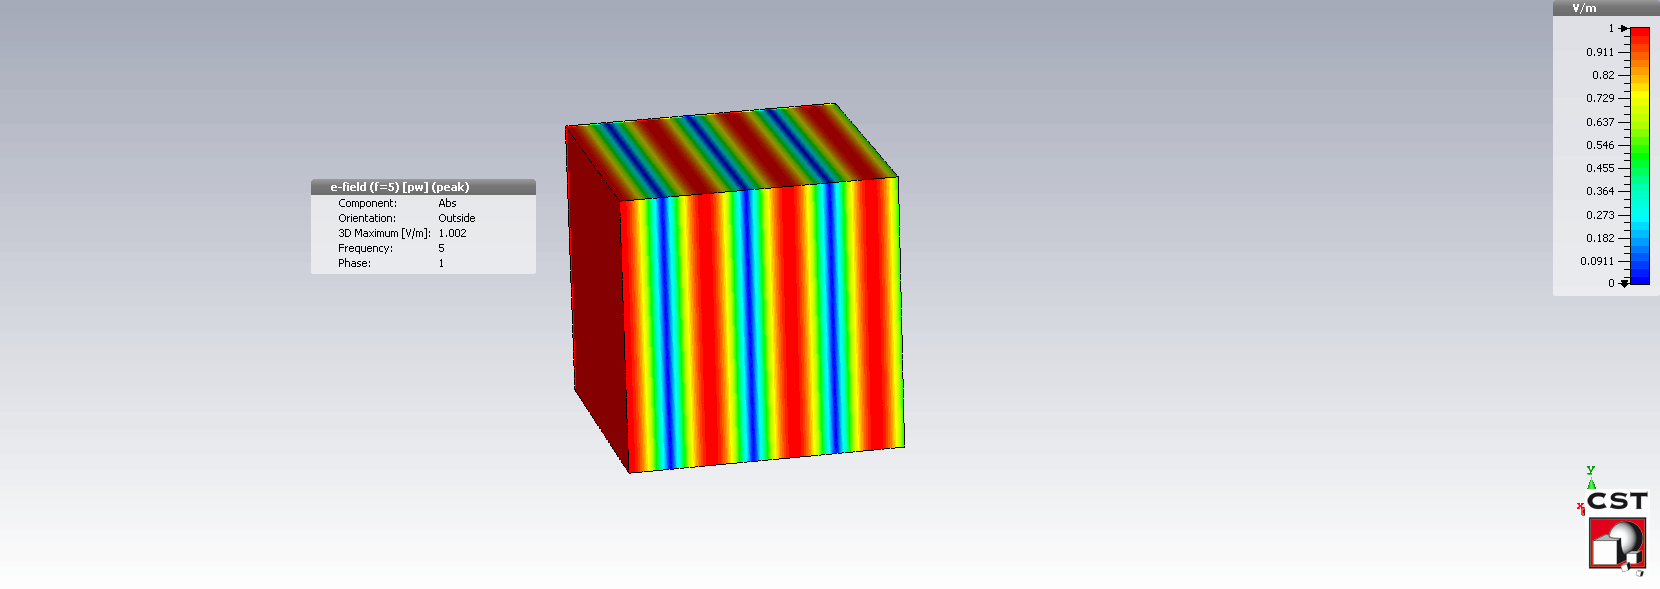 V/m
1
0.911
0.82
0.729
0.637
0.546
0.455
0.364
0.273
0.182
0.0911
0
e-field (f=5) [pw] (peak)
Component: Abs
Orientation: Outside
3D Maximum [V/m]: 1.002
Frequency: 5
Phase: 1
y
x
CST